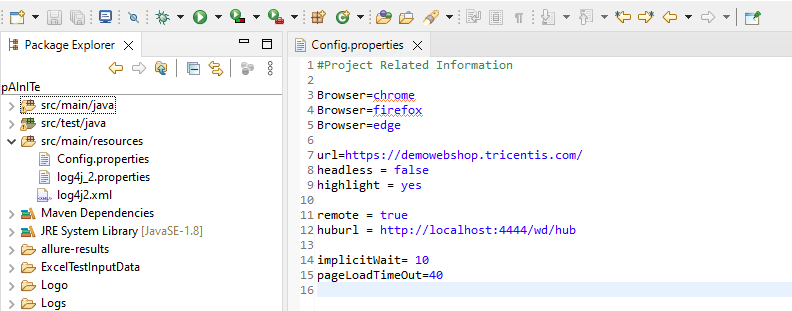 Package Explorer
pAInITe
src/main/java
src/test/java
src/main/resources
Config.properties
log4j_2.properties
log4j2.xml
Maven Dependencies
JRE System Library [JavaSE-1.8]
allure-results
ExcelTestInputData
Logo
Logs
Config.properties
1 #Project Related Information
2
3 Browser=chrome
4 Browser=firefox
5 Browser=edge
6
7 url=https://demowebshop.tricentis.com/
8 headless = false
9 highlight = yes
10
11 remote = true
12 huburl = http://localhost:4444/wd/hub
13
14 implicitWait= 10
15 pageLoadTimeOut=40
16